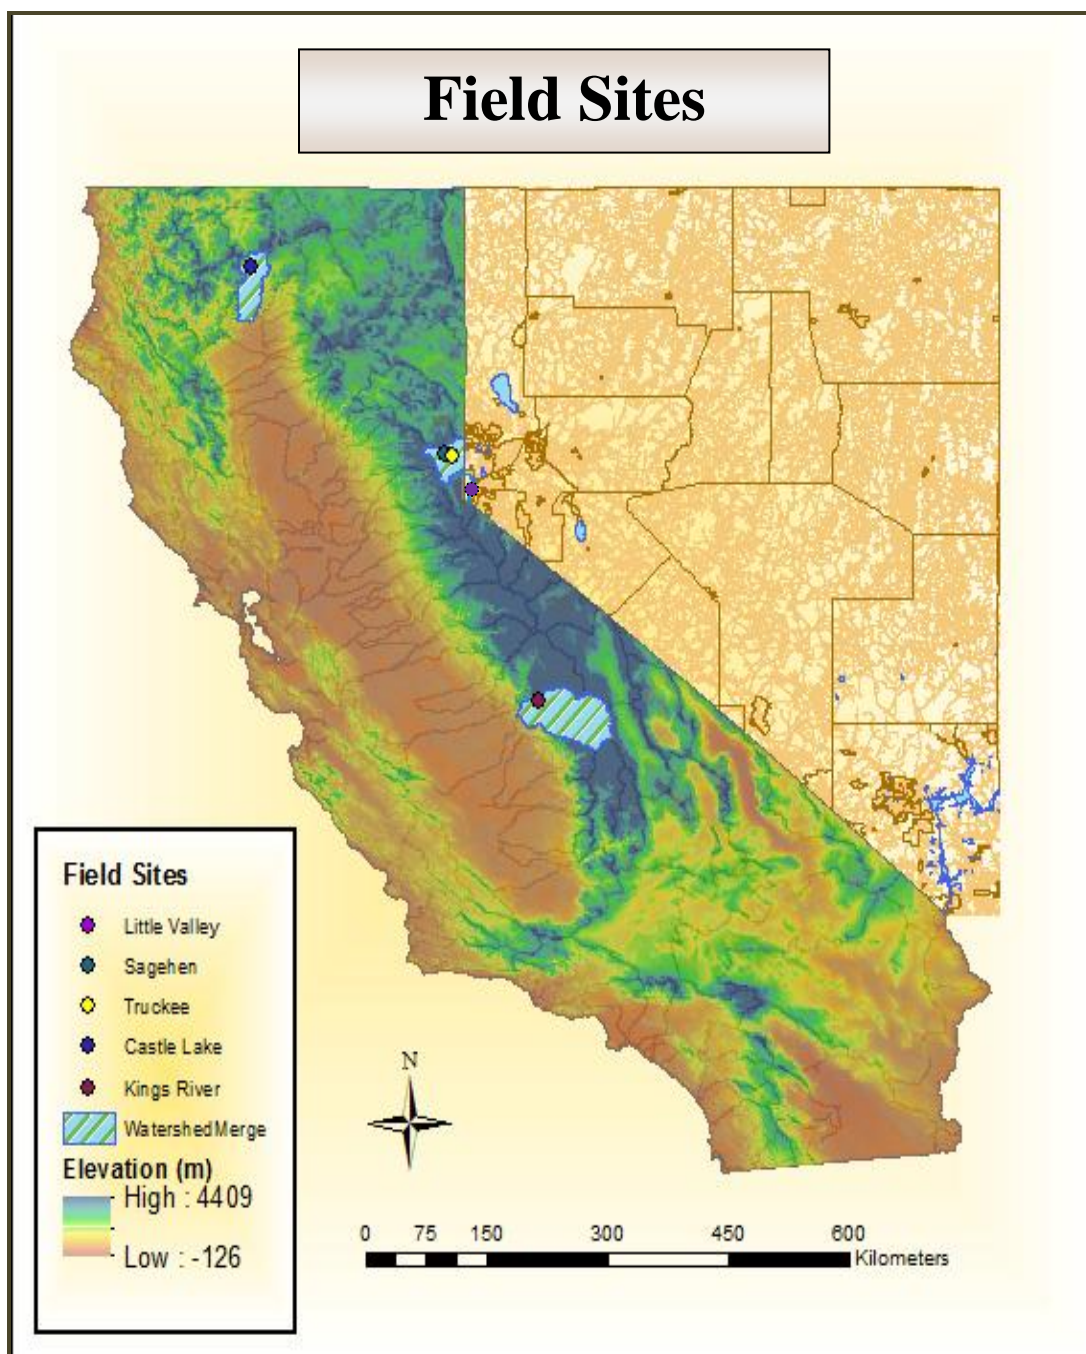 Field Sites
Field Sites
Little Valley
Sagehen
Truckee
Castle Lake
Kings River
WatershedMerge
Elevation (m)
High : 4409
Low : -126
N
0 75 150 300 450 600
Kilometers